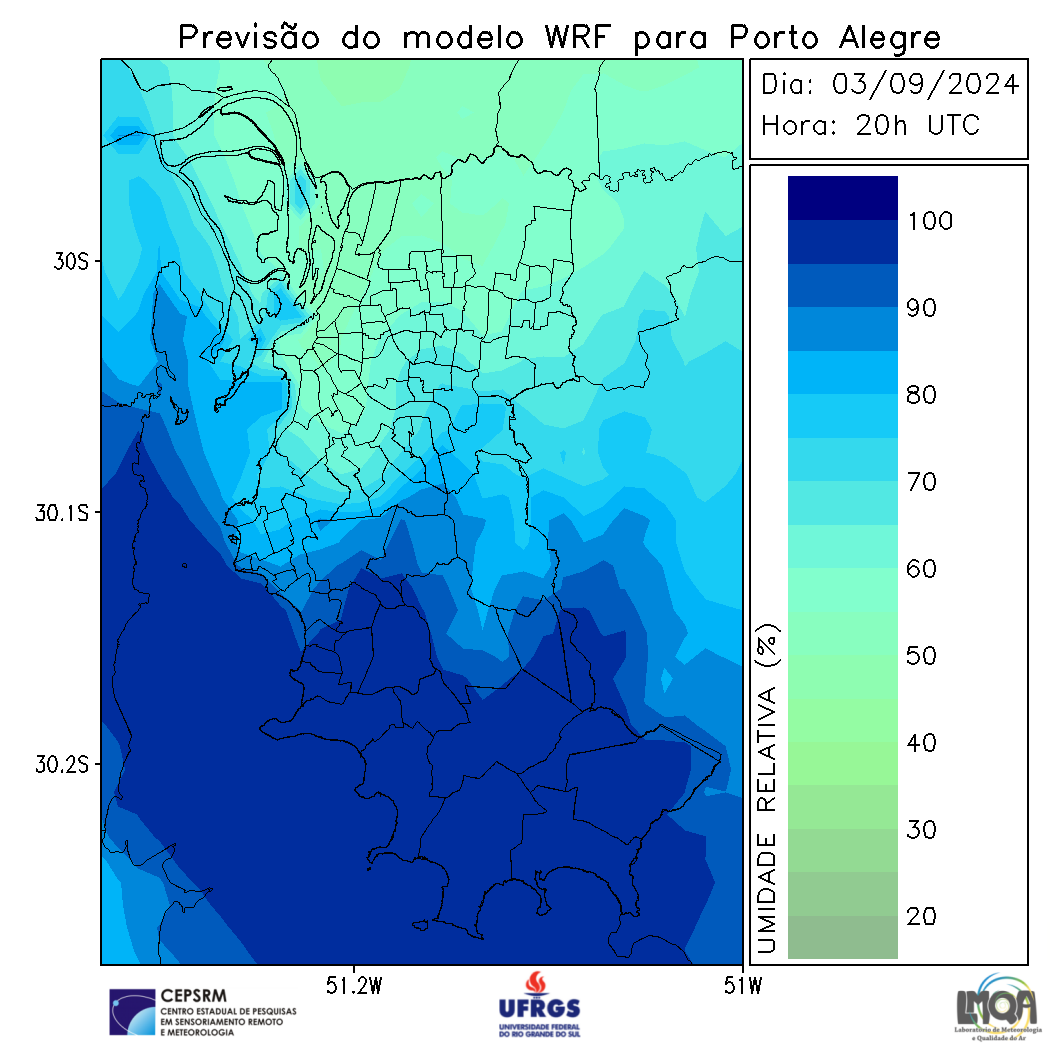 Previsão do modelo WRF para Porto Alegre
Dia: 03/09/2024
Hora: 20h UTC
30S
30.1S
30.2S
51.2W
51W
UMIDADE RELATIVA (%)
100
90
80
70
60
50
40
30
20
CEPSRM
CENTRO ESTADUAL DE PESQUISAS
EM SENSORIAMENTO REMOTO
E METEOROLOGIA
UFRGS
UNIVERSIDADE FEDERAL
DO RIO GRANDE DO SUL
LMQA
Laboratório de Meteorologia
e Qualidade do Ar